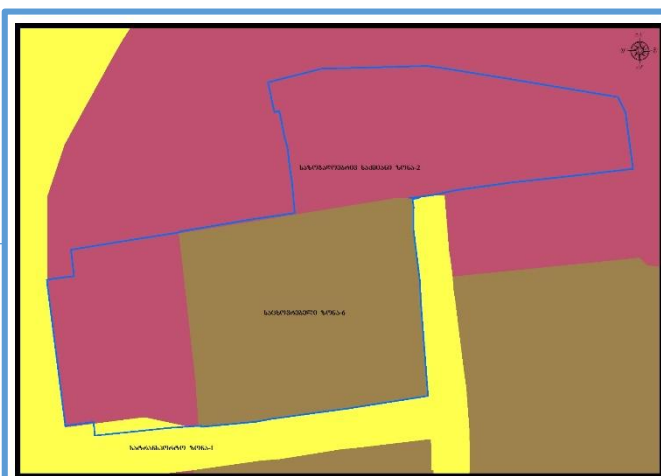 საზოგადოებრივ საქმიანი ზონა-2
საცხოვრებელი ზონა-6
სატრანსპორტო ზონა-1